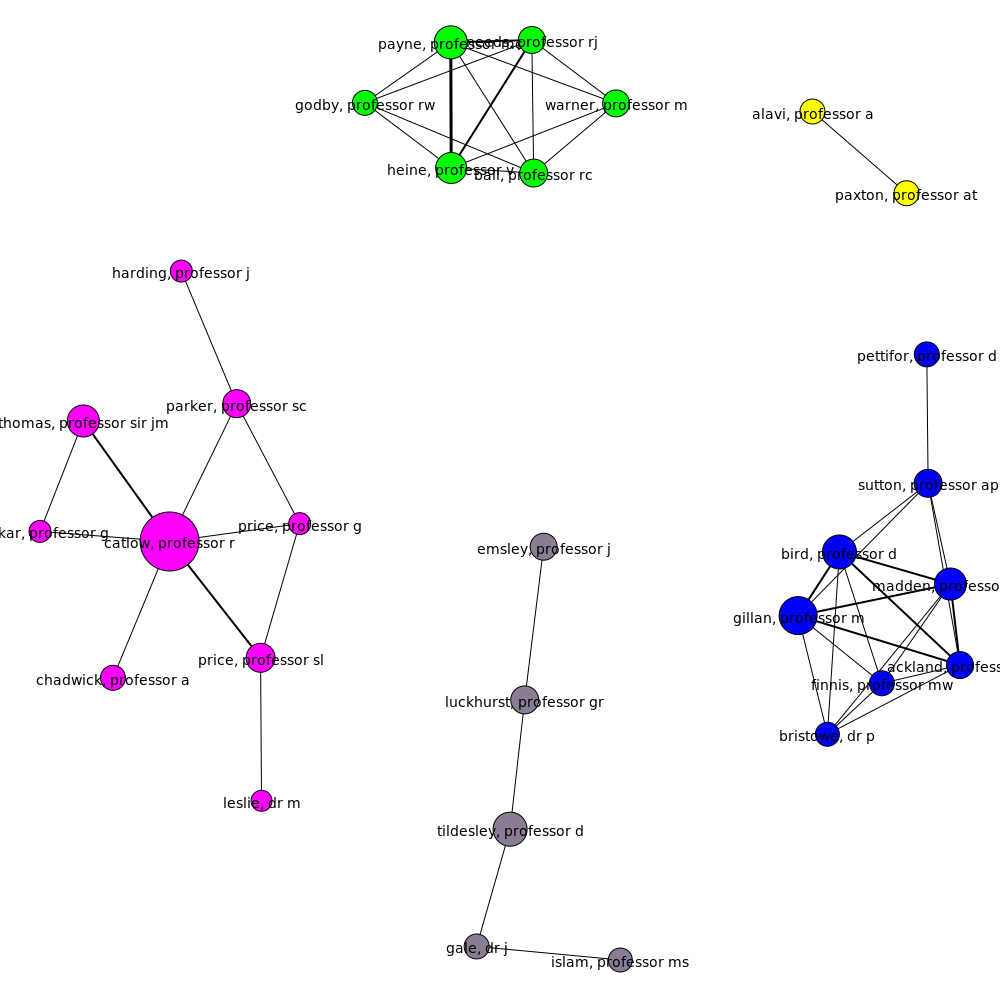 payne, professor mc
needs, professor rj
godby, professor rw
warner, professor m
alavi, professor a
heine, professor v
ball, professor rc
paxton, professor at
harding, professor j
pettifor, professor d
parker, professor sc
thomas, professor sir jm
sutton, professor ap
price, professor g
kar, professor g
catlow, professor r
emsley, professor j
bird, professor d
madden, professo
gillan, professor m
price, professor sl
ackland, profess
chadwick, professor a
finnis, professor mw
luckhurst, professor gr
bristowe, dr p
leslie, dr m
tildesley, professor d
gale, dr j
islam, professor ms